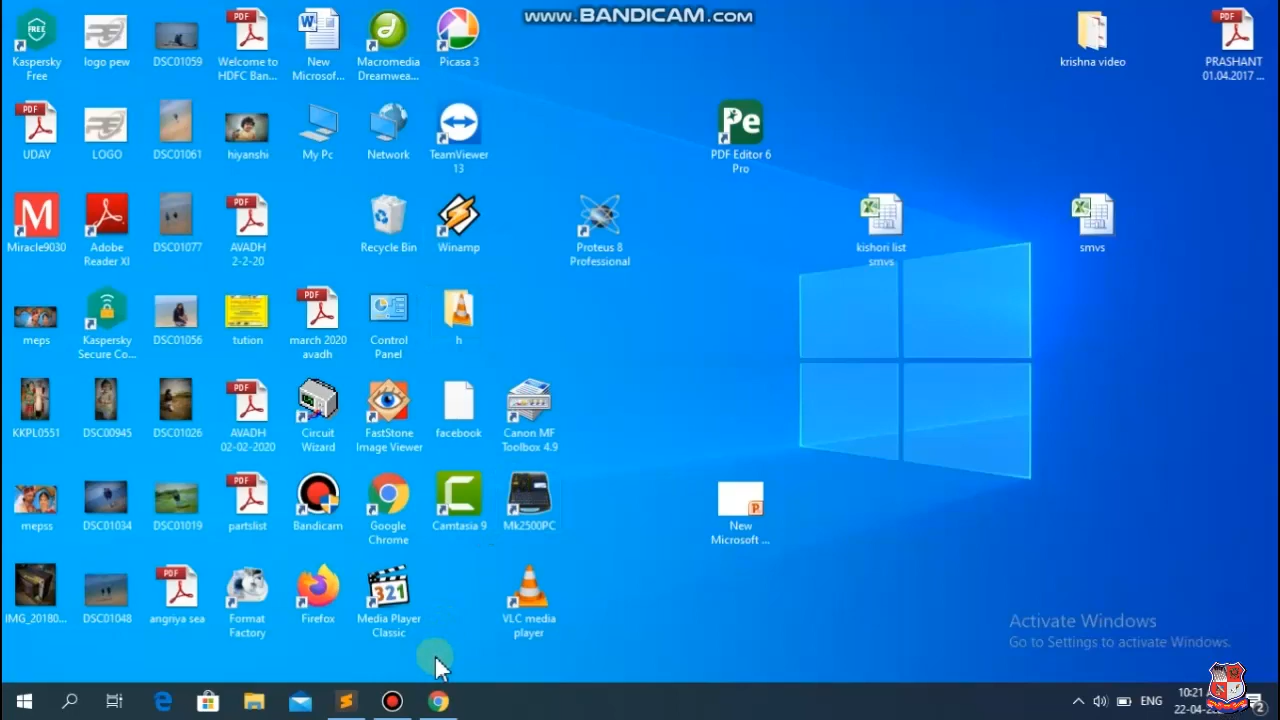 www.BANDICAM.com
Kaspersky
Free
logo pew
DSC01059
Welcome to
HDFC Ban...
New
Microsof...
Macromedia
Dreamwea...
Picasa 3
krishna video
PRASHANT
01.04.2017 ...
UDAY
LOGO
DSC01061
hiyanshi
My Pc
Network
TeamViewer
13
PDF Editor 6
Pro
Miracle9030
Adobe
Reader XI
DSC01077
AVADH
2-2-20
Recycle Bin
Winamp
Proteus 8
Professional
kishori list
smvs
smvs
meps
Kaspersky
Secure Co...
DSC01056
tution
march 2020
avadh
Control
Panel
h
KKPL0551
DSC00945
DSC01026
AVADH
02-02-2020
Circuit
Wizard
FastStone
Image Viewer
facebook
Canon MF
Toolbox 4.9
mepss
DSC01034
DSC01019
partslist
Bandicam
Google
Chrome
Camtasia 9
Mk2500PC
New
Microsoft ...
IMG_20180...
DSC01048
angriya sea
Format
Factory
Firefox
Media Player
Classic
VLC media
player
Activate Windows
Go to Settings to activate Windows.
ENG
10:21
22-04-
2